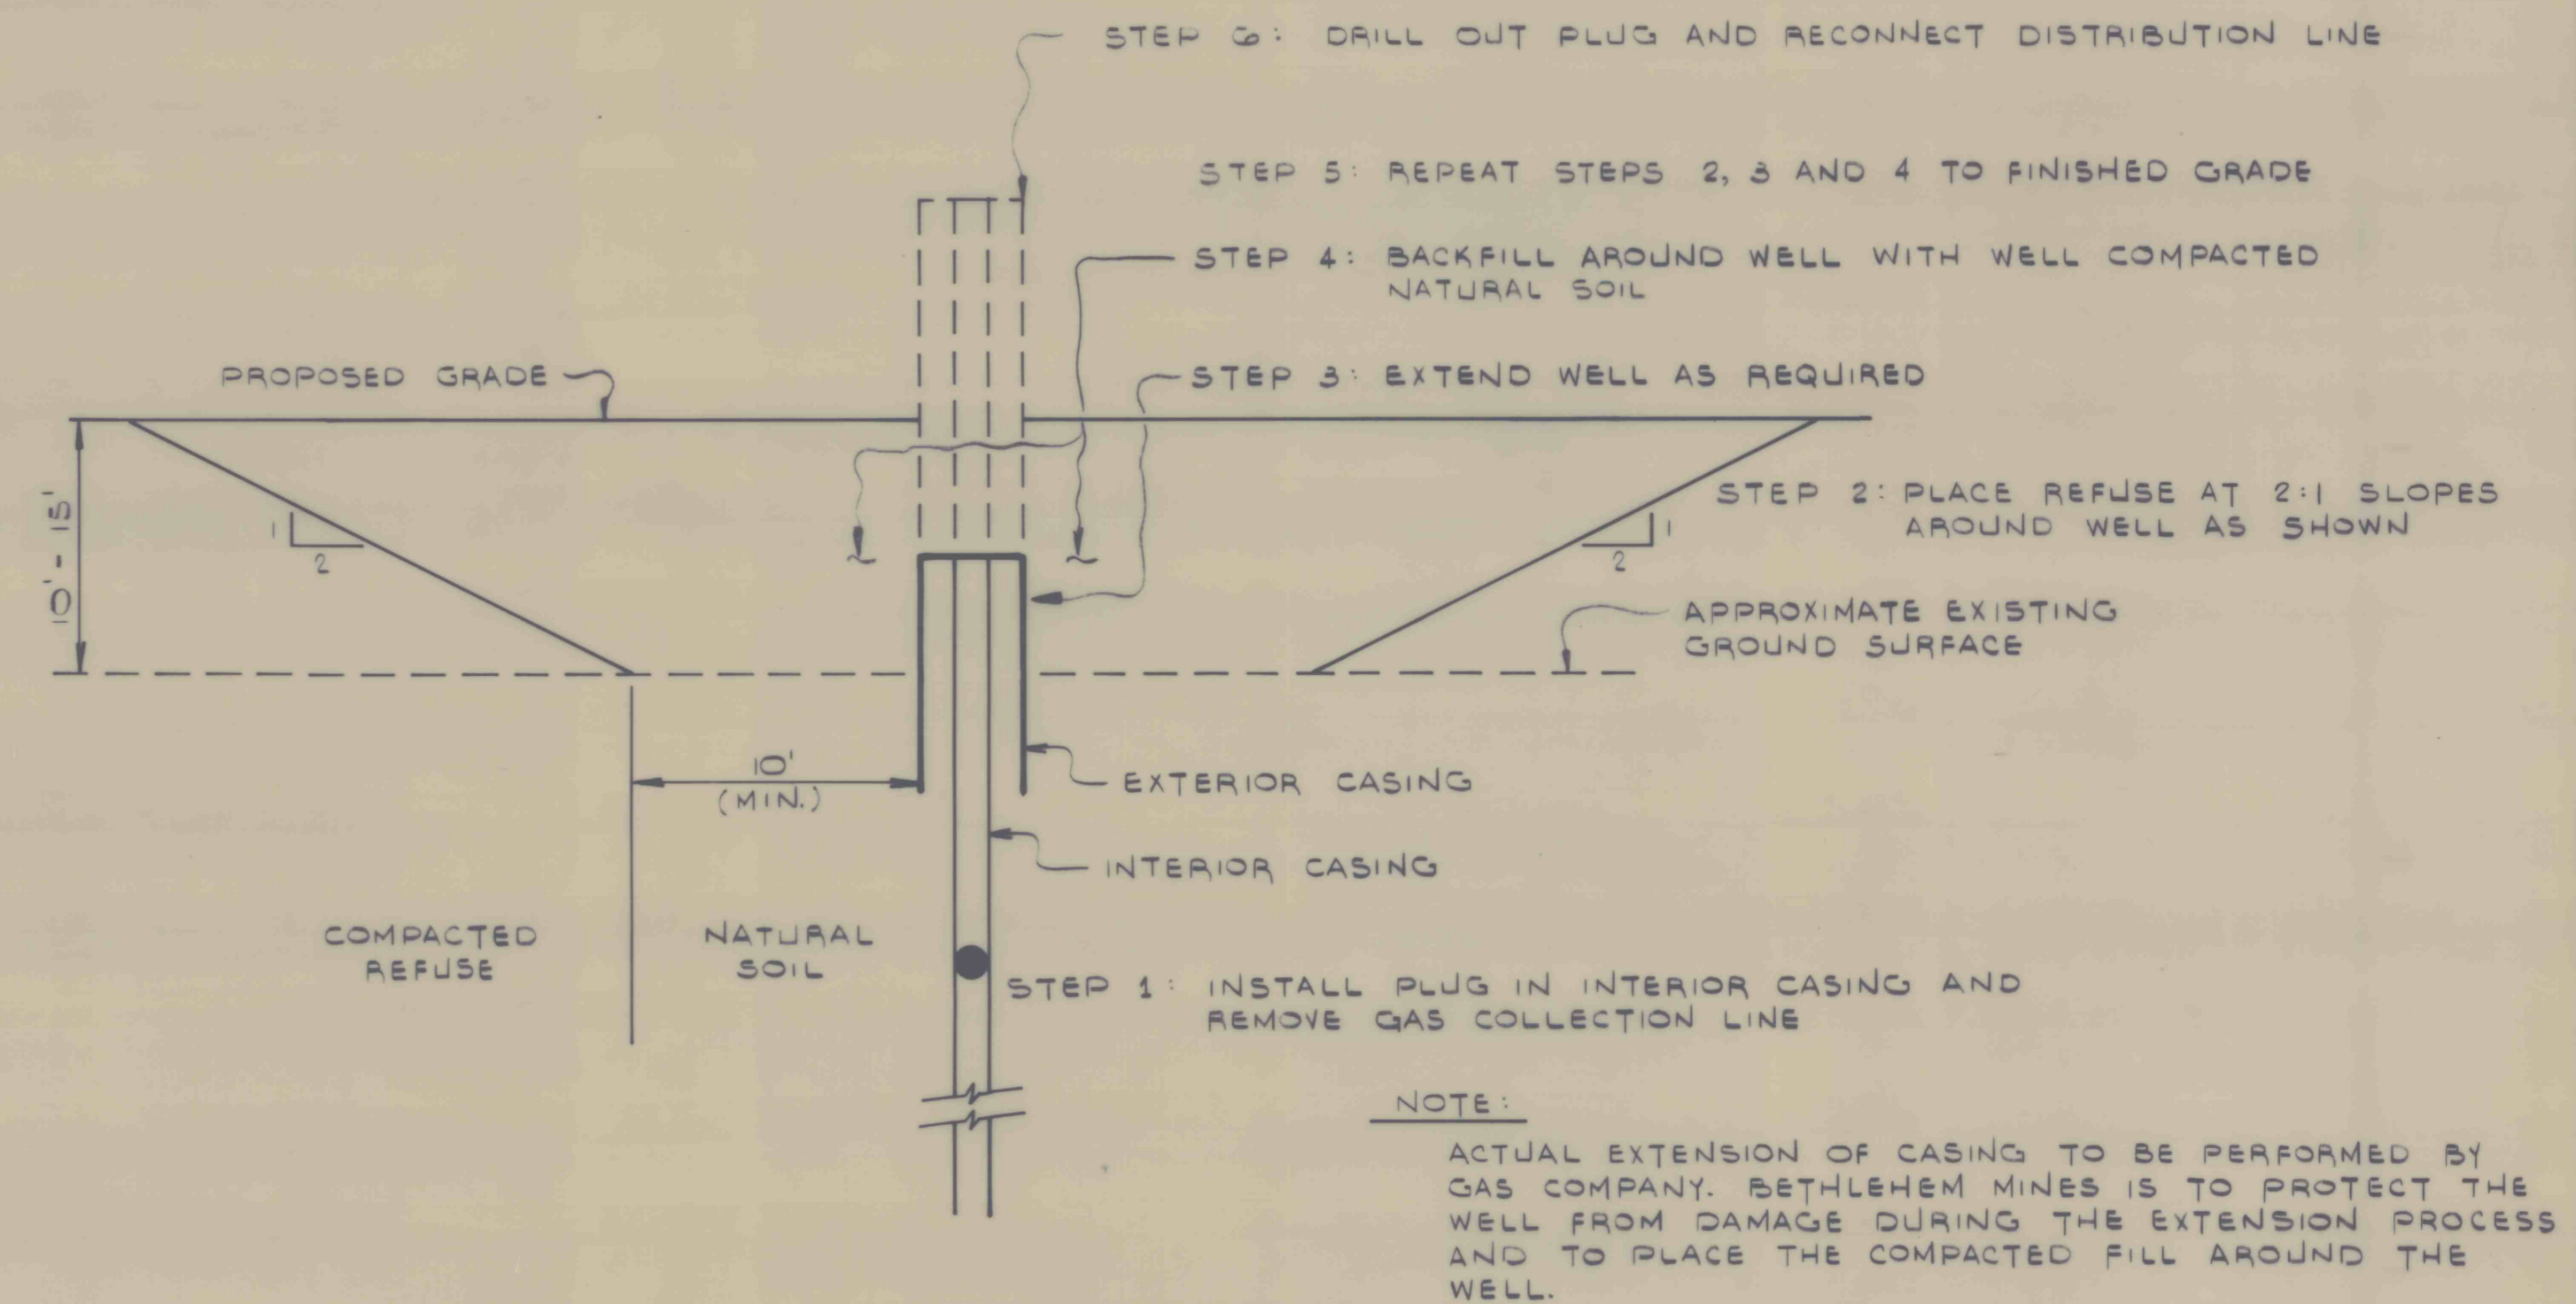 STEP 6: DRILL OUT PLUG AND RECONNECT DISTRIBUTION LINE
STEP 5: REPEAT STEPS 2, 3 AND 4 TO FINISHED GRADE
STEP 4: BACKFILL AROUND WELL WITH WELL COMPACTED
NATURAL SOIL
PROPOSED GRADE
STEP 3: EXTEND WELL AS REQUIRED
10' - 15'
1
2
STEP 2: PLACE REFUSE AT 2:1 SLOPES
AROUND WELL AS SHOWN
1
2
APPROXIMATE EXISTING
GROUND SURFACE
10'
(MIN.)
EXTERIOR CASING
INTERIOR CASING
COMPACTED
REFUSE
NATURAL
SOIL
STEP 1: INSTALL PLUG IN INTERIOR CASING AND
REMOVE GAS COLLECTION LINE
NOTE:
ACTUAL EXTENSION OF CASING TO BE PERFORMED BY
GAS COMPANY. BETHLEHEM MINES IS TO PROTECT THE
WELL FROM DAMAGE DURING THE EXTENSION PROCESS
AND TO PLACE THE COMPACTED FILL AROUND THE
WELL.